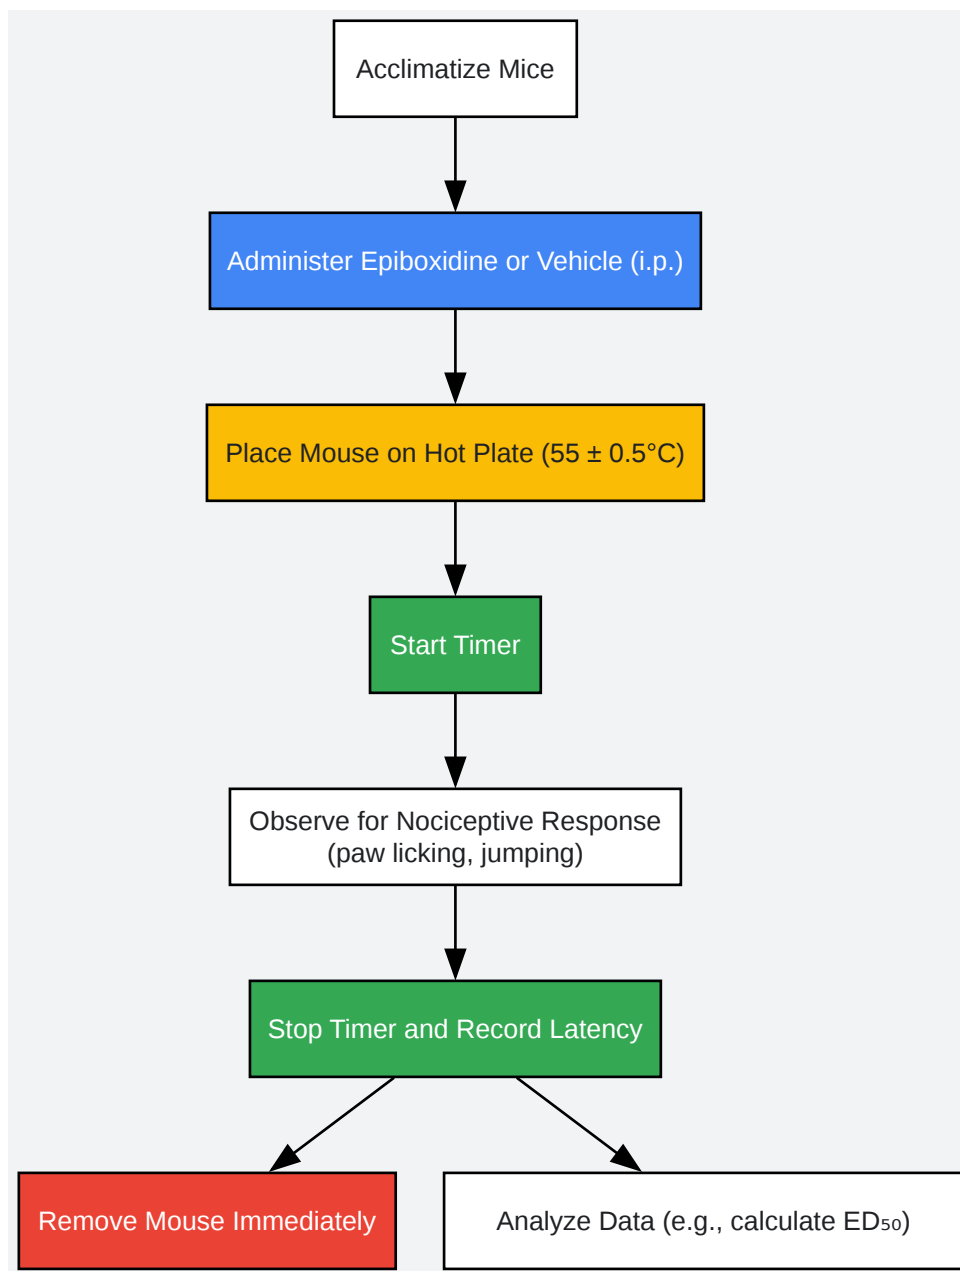 Acclimatize Mice
Administer Epiboxidine or Vehicle (i.p.)
Place Mouse on Hot Plate (55 ± 0.5°C)
Start Timer
Observe for Nociceptive Response
(paw licking, jumping)
Stop Timer and Record Latency
Remove Mouse Immediately
Analyze Data (e.g., calculate ED₅₀)